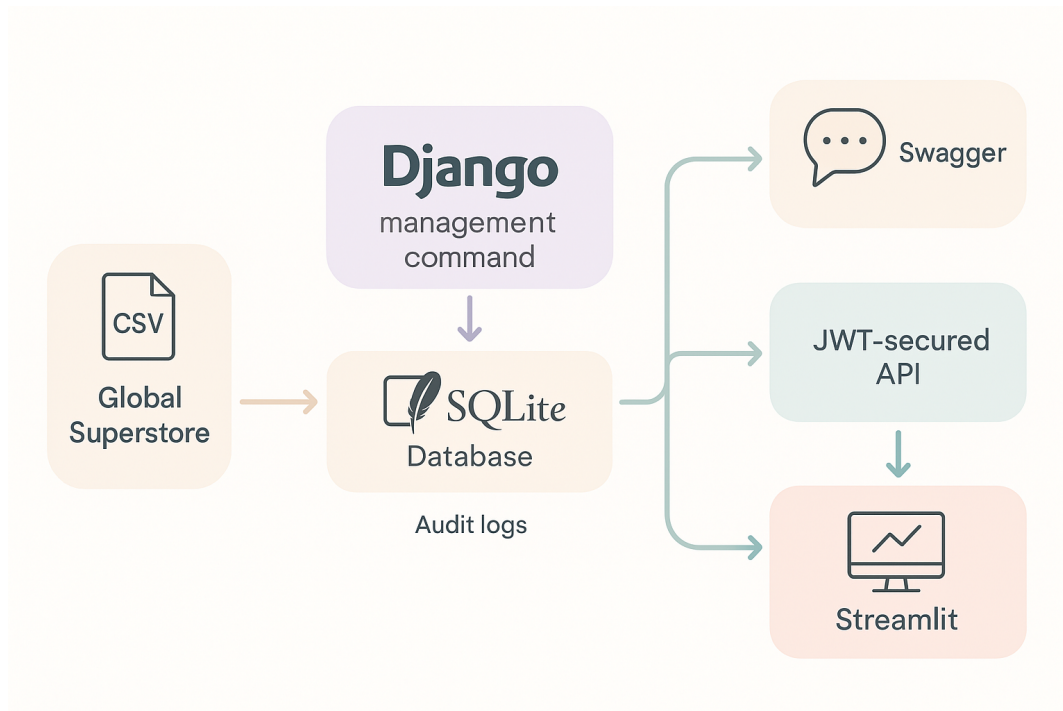 CSV
Global
Superstore
Django
management
command
SQLite
Database
Audit logs
Swagger
JWT-secured
API
Streamlit